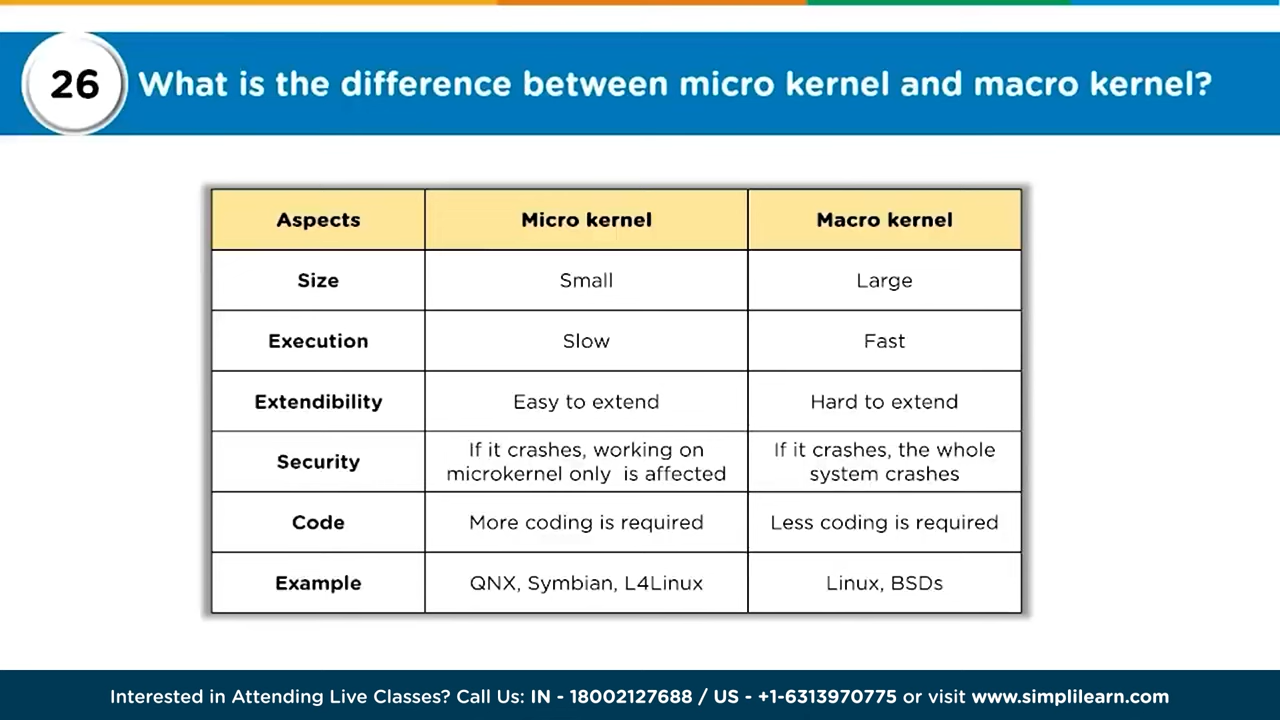 26
What is the difference between micro kernel and macro kernel?
Aspects Micro kernel Macro kernel
Size Small Large
Execution Slow Fast
Extendibility Easy to extend Hard to extend
Security If it crashes, working on microkernel only is affected If it crashes, the whole system crashes
Code More coding is required Less coding is required
Example QNX, Symbian, L4Linux Linux, BSDs
Interested in Attending Live Classes? Call Us: IN - 18002127688 / US - +1-6313970775 or visit www.simplilearn.com